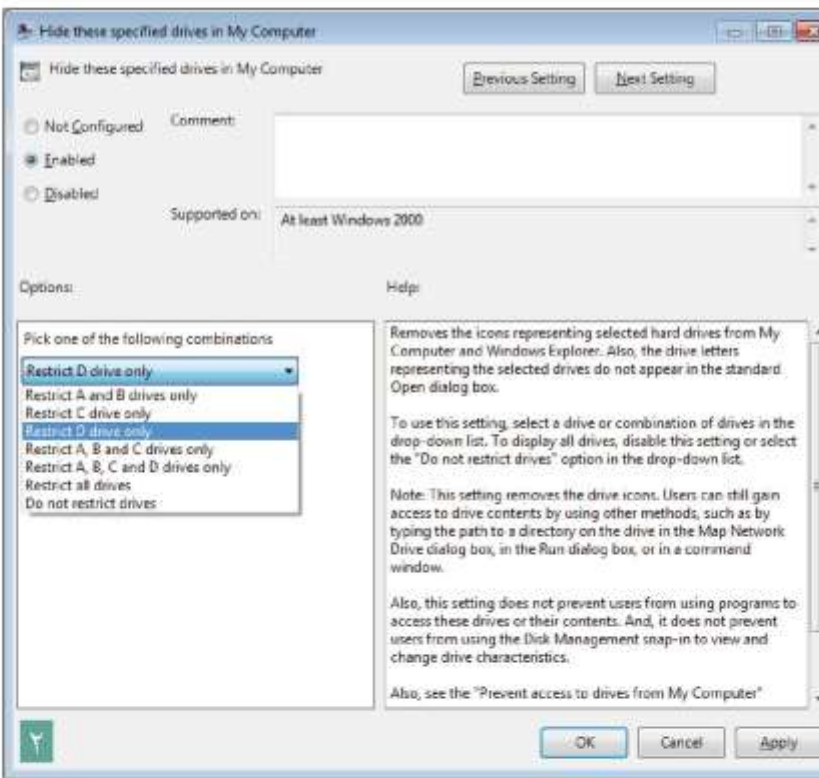 Hide these specified drives in My Computer
Hide these specified drives in My Computer
Previous Setting
Next Setting
Not Configured
Comment:
Enabled
Disabled
Supported on:
At least Windows 2000
Options:
Help:
Pick one of the following combinations
Restrict D drive only
Restrict A and B drives only
Restrict C drive only
Restrict D drive only
Restrict A, B and C drives only
Restrict A, B, C and D drives only
Restrict all drives
Do not restrict drives
Removes the icons representing selected hard drives from My
Computer and Windows Explorer. Also, the drive letters
representing the selected drives do not appear in the standard
Open dialog box.
To use this setting, select a drive or combination of drives in the
drop-down list. To display all drives, disable this setting or select
the "Do not restrict drives" option in the drop-down list.
Note: This setting removes the drive icons. Users can still gain
access to drive contents by using other methods, such as by
typing the path to a directory on the drive in the Map Network
Drive dialog box, in the Run dialog box, or in a command
window.
Also, this setting does not prevent users from using programs to
access these drives or their contents. And, it does not prevent
users from using the Disk Management snap-in to view and
change drive characteristics.
Also, see the "Prevent access to drives from My Computer"
۲
OK
Cancel
Apply